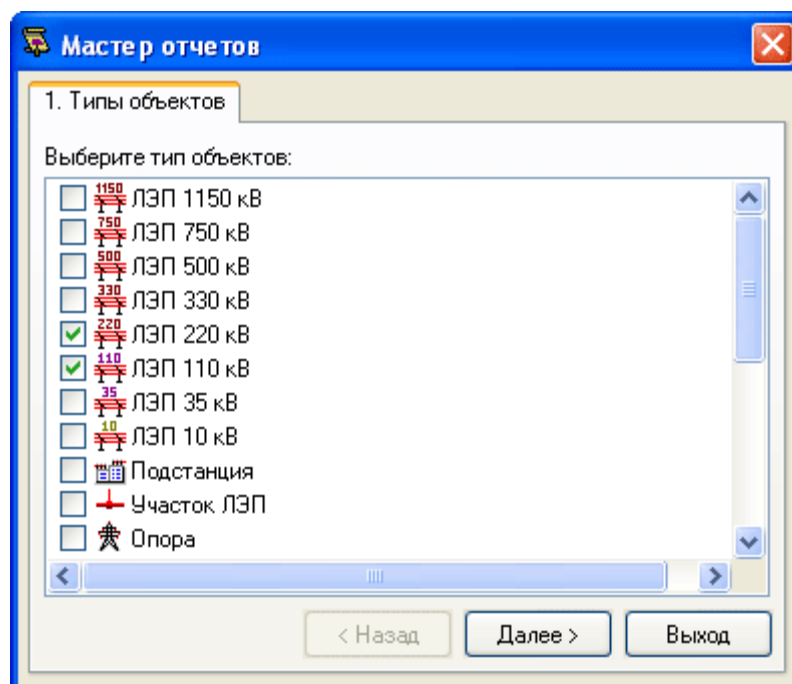 Мастер отчетов
1. Типы объектов
Выберите тип объектов:
1150 ЛЭП 1150 кВ
750 ЛЭП 750 кВ
500 ЛЭП 500 кВ
330 ЛЭП 330 кВ
220 ЛЭП 220 кВ
110 ЛЭП 110 кВ
35 ЛЭП 35 кВ
10 ЛЭП 10 кВ
Подстанция
Участок ЛЭП
Опора
< Назад Далее > Выход